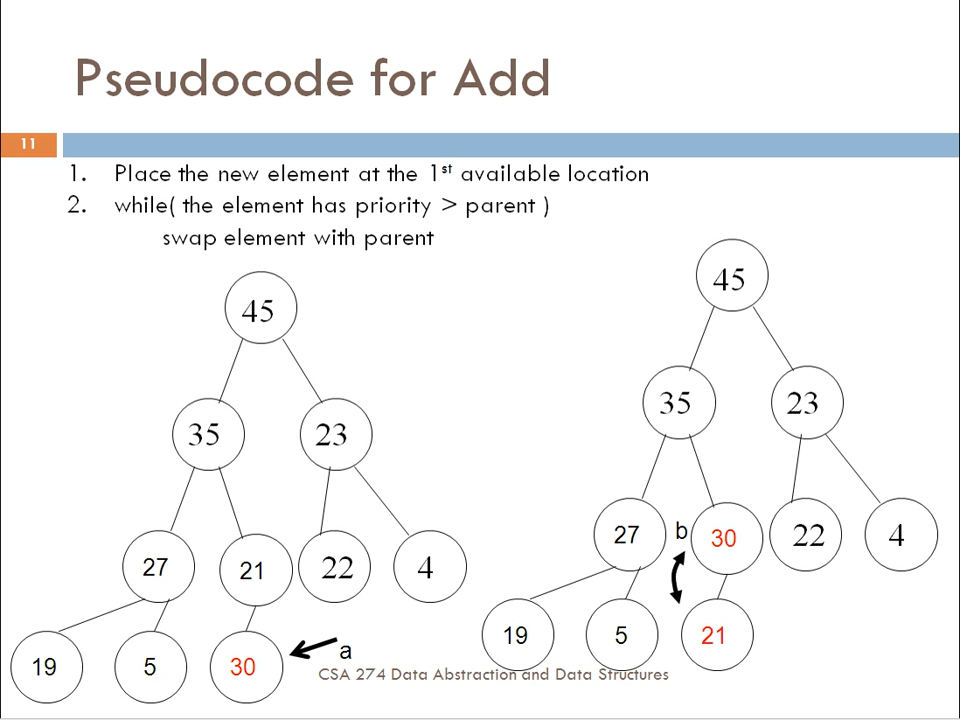 Pseudocode for Add
11
1. Place the new element at the 1st available location
2. while( the element has priority > parent )
swap element with parent
45
35 23
27 21 22 4
19 5 30 a
45
35 23
27 b 30 22 4
19 5 21
CSA 274 Data Abstraction and Data Structures